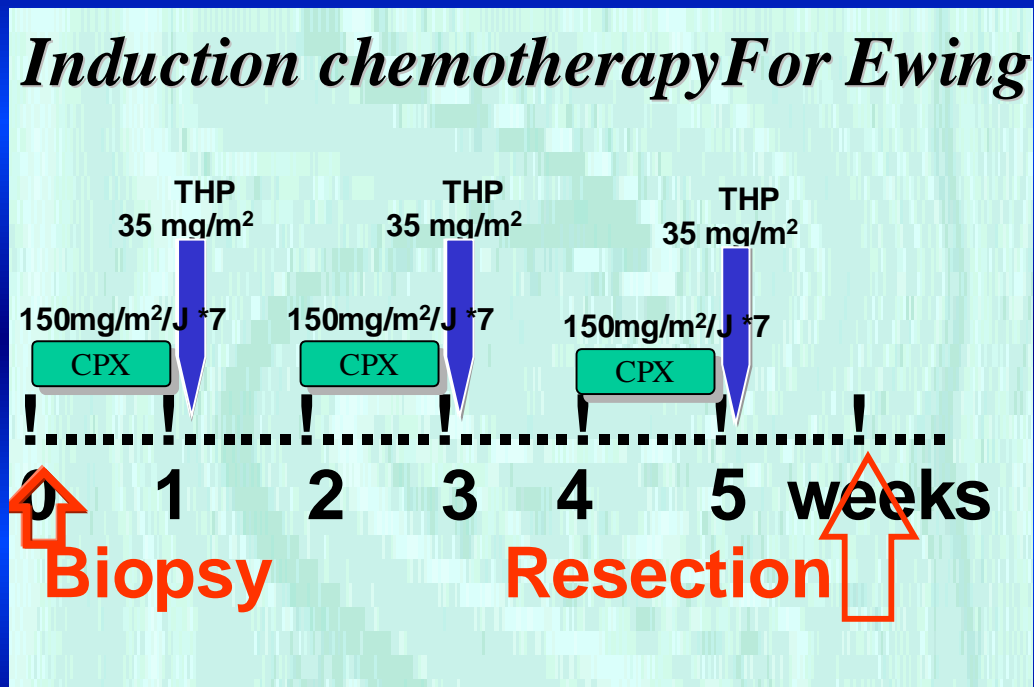 Induction chemotherapyFor Ewing
THP
35 mg/m²
THP
35 mg/m²
THP
35 mg/m²
150mg/m²/J *7
150mg/m²/J *7
150mg/m²/J *7
CPX
CPX
CPX
!......!......!......!......!......!......!....
0 1 2 3 4 5 weeks
Biopsy Resection